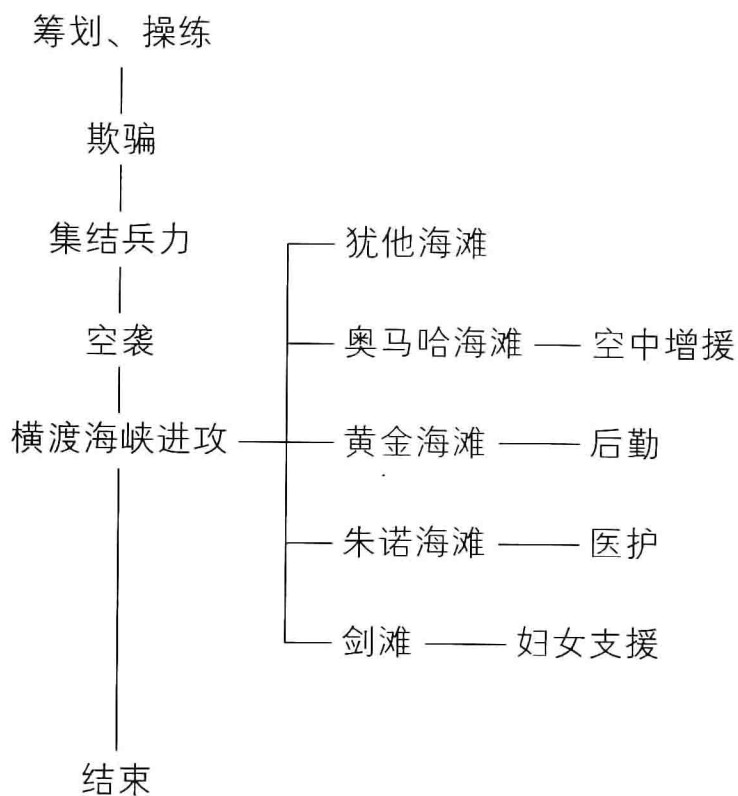 筹划、操练
欺骗
集结兵力
犹他海滩
空袭
奥马哈海滩
空中增援
横渡海峡进攻
黄金海滩
后勤
朱诺海滩
医护
剑滩
妇女支援
结束